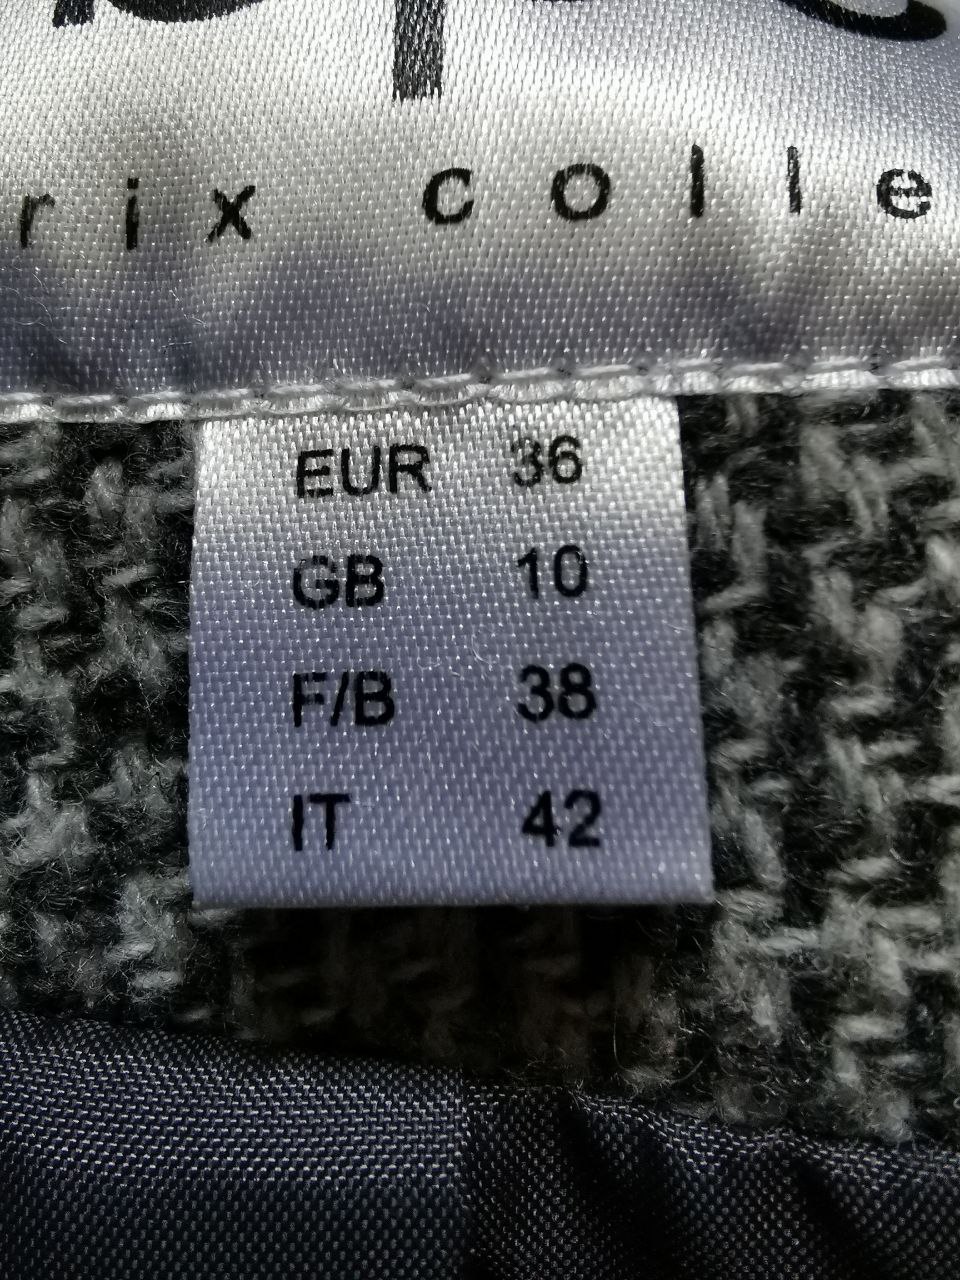 rix colle
EUR 36
GB 10
F/B 38
IT 42